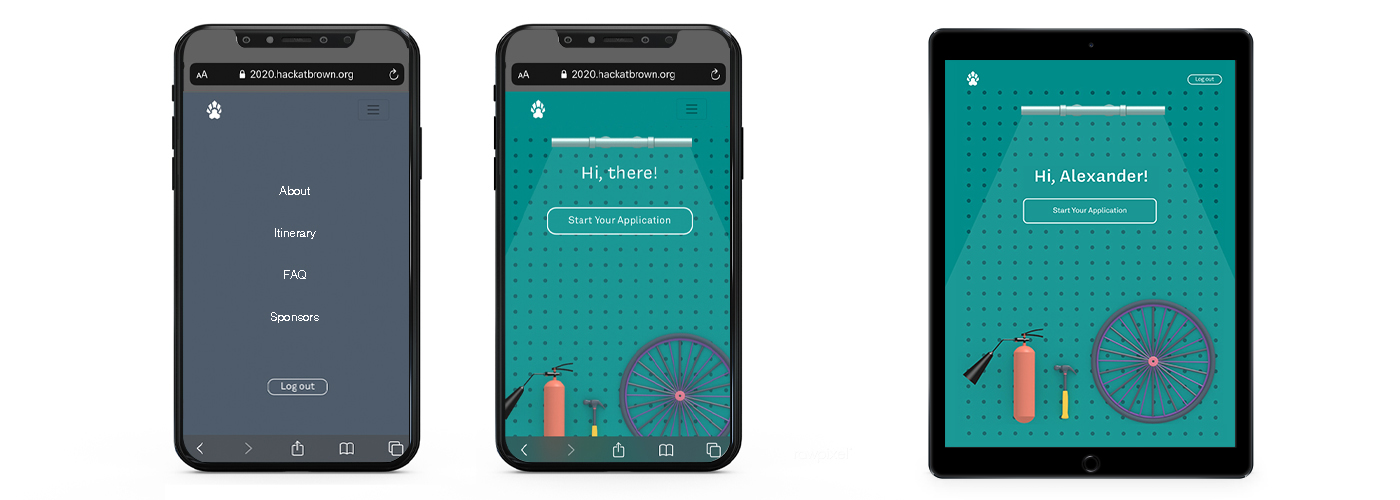 AA 2020.hackatbrown.org
About
Itinerary
FAQ
Sponsors
Log out
AA 2020.hackatbrown.org
Hi, there!
Start Your Application
Log out
Hi, Alexander!
Start Your Application